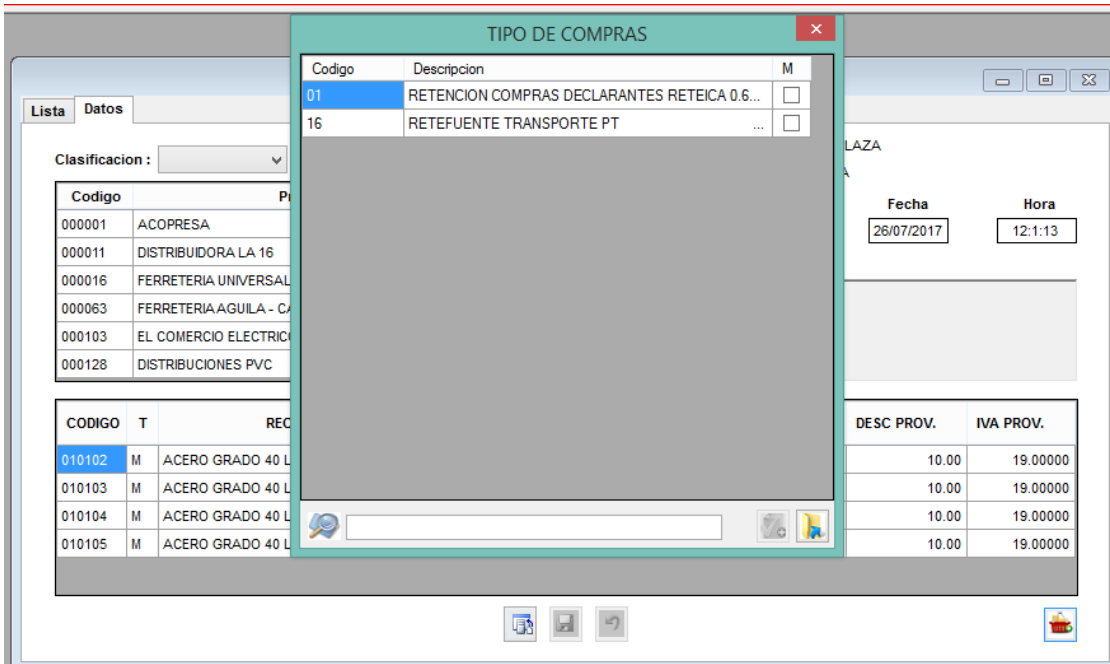 TIPO DE COMPRAS
Codigo Descripcion M
01 RETENCION COMPRAS DECLARANTES RETEICA 0.6...
16 RETEFUENTE TRANSPORTE PT ...
Lista Datos
LAZA
Clasificacion :
Fecha Hora
26/07/2017 12:1:13
Codigo
000001 ACOPRESA
000011 DISTRIBUIDORA LA 16
000016 FERRETERIA UNIVERSAL
000063 FERRETERIA AGUILA -
000103 EL COMERCIO
000128 DISTRIBUCIONES PVC
CODIGO T DESC PROV. IVA PROV.
010102 M ACERO GRADO 40 L 10.00 19.00000
010103 M ACERO GRADO 40 L 10.00 19.00000
010104 M ACERO GRADO 40 L 10.00 19.00000
010105 M ACERO GRADO 40 L 10.00 19.00000